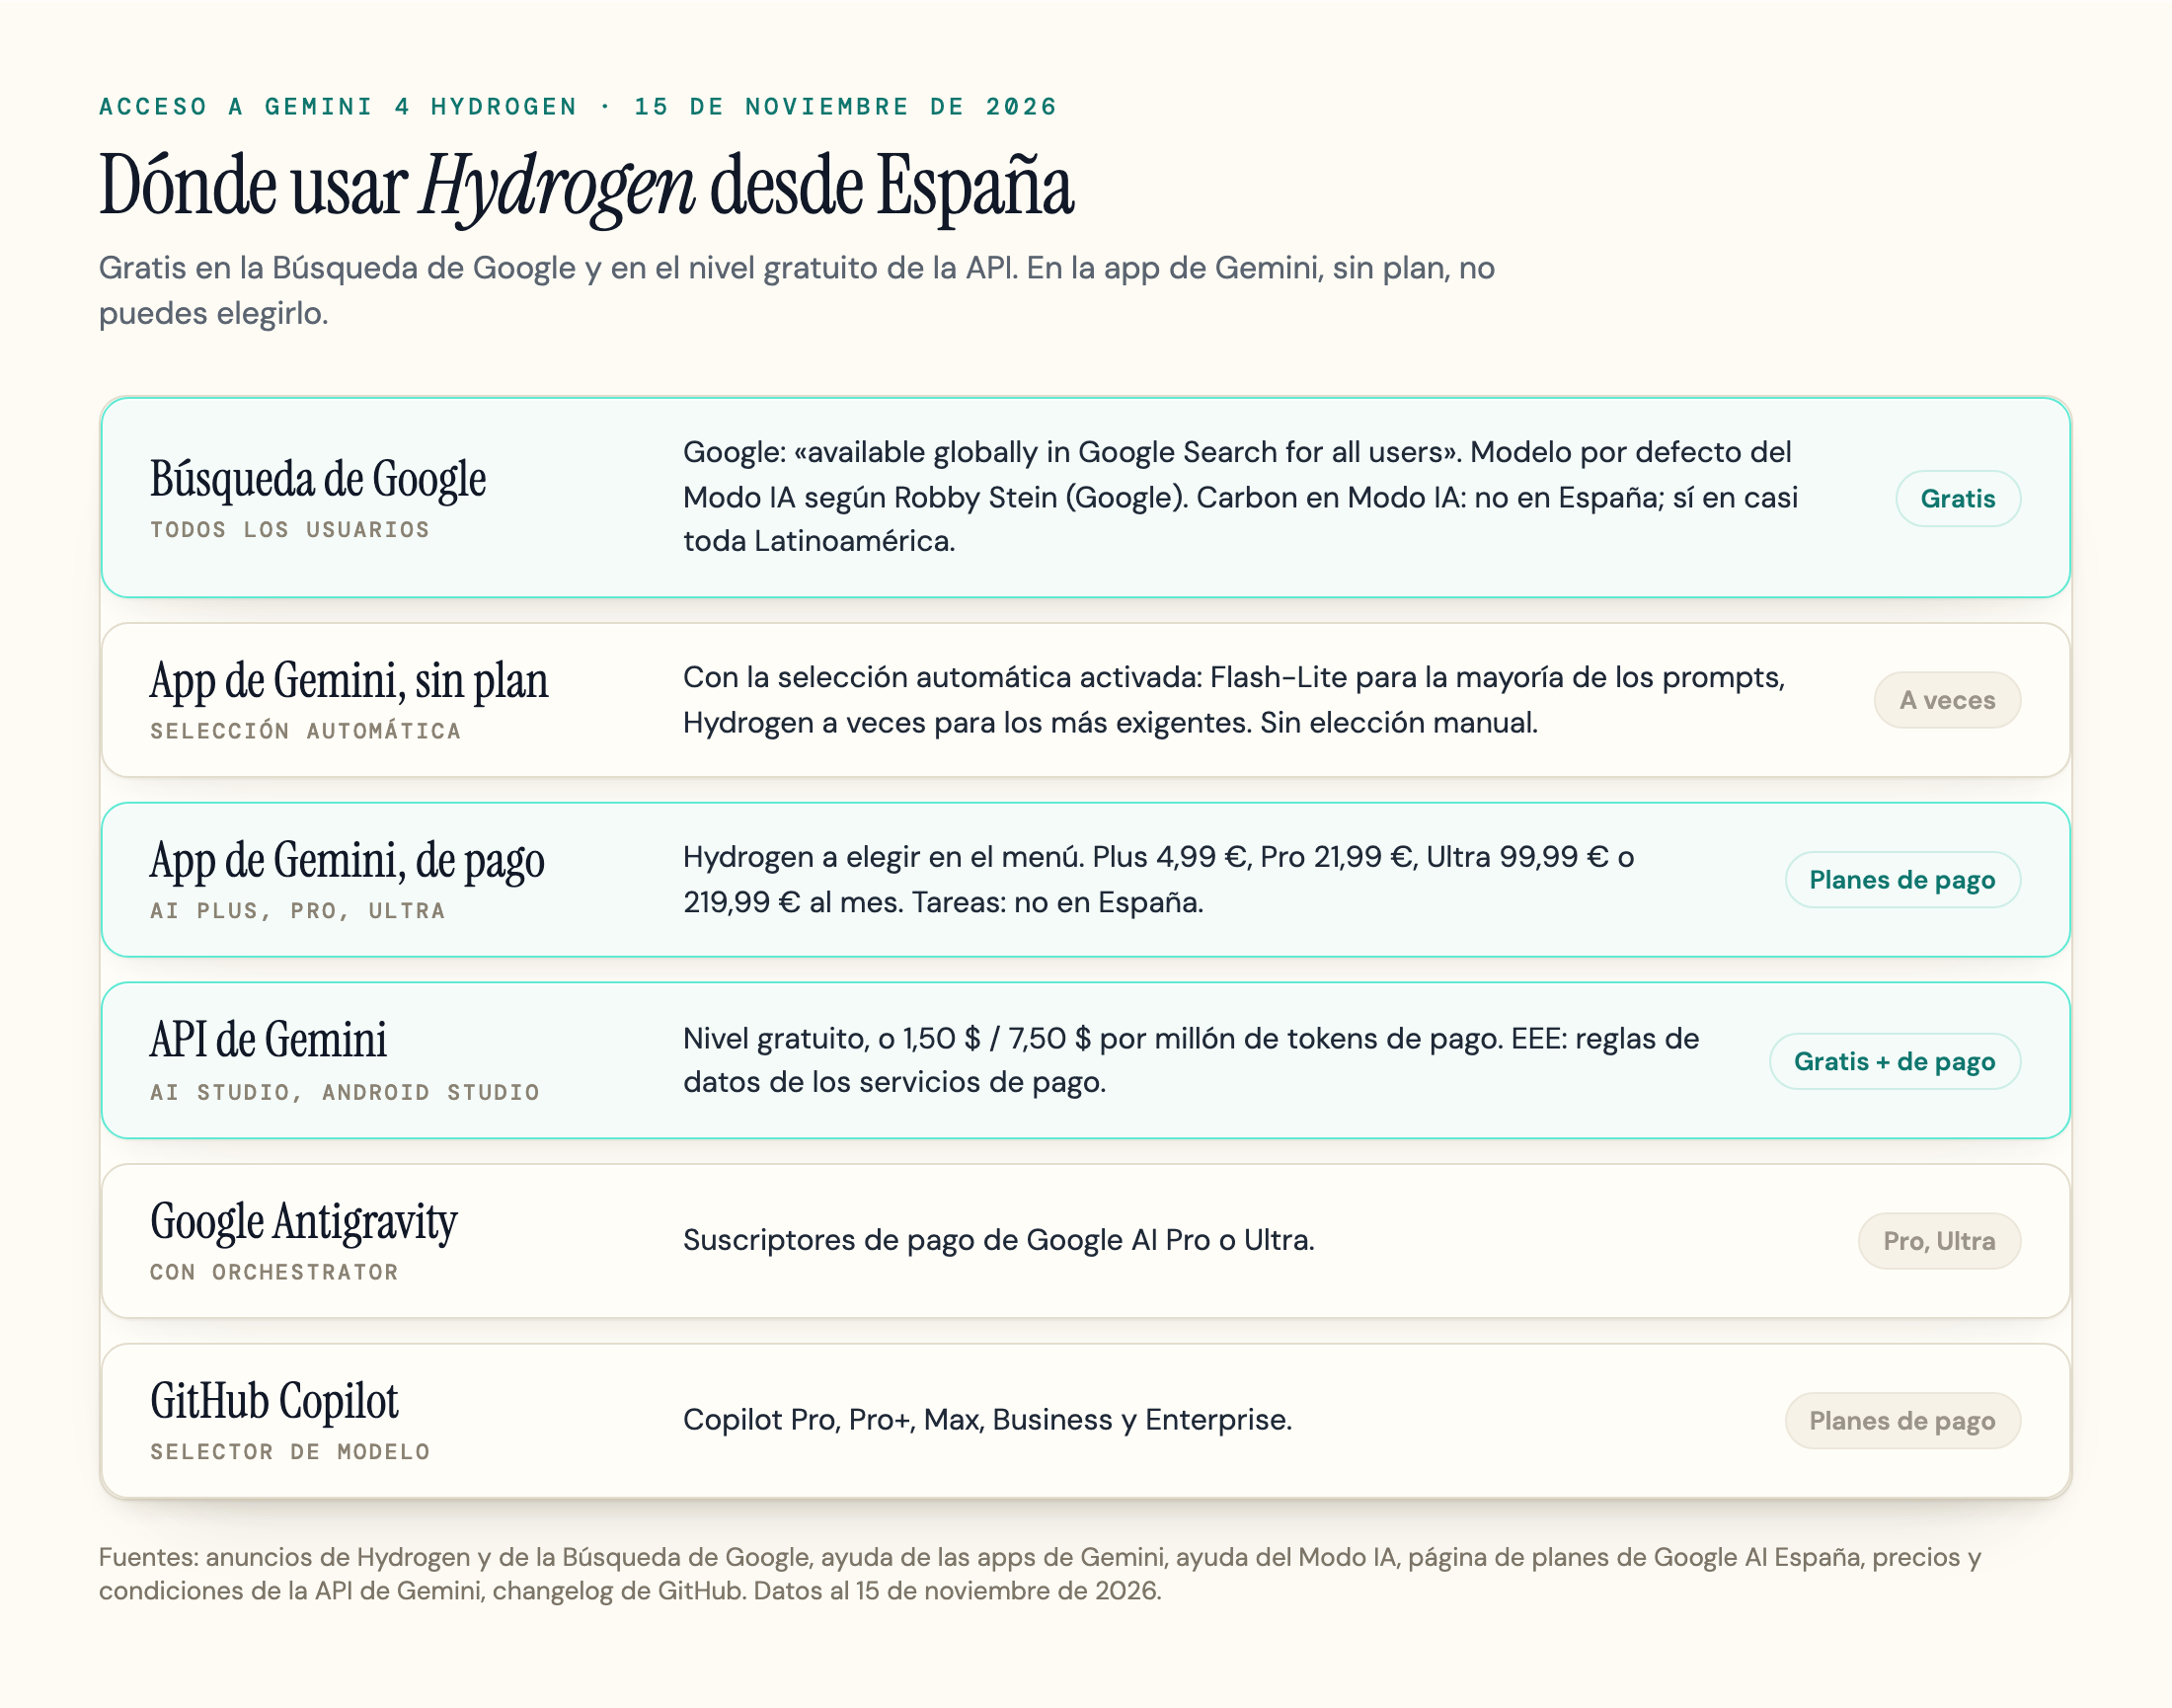 ACCESO A GEMINI 4 HYDROGEN · 15 DE NOVIEMBRE DE 2026
Dónde usar Hydrogen desde España
Gratis en la Búsqueda de Google y en el nivel gratuito de la API. En la app de Gemini, sin plan, no
puedes elegirlo.
Búsqueda de Google
TODOS LOS USUARIOS
Google: «available globally in Google Search for all users». Modelo por defecto del
Modo IA según Robby Stein (Google). Carbon en Modo IA: no en España; sí en casi
toda Latinoamérica.
Gratis
App de Gemini, sin plan
SELECCIÓN AUTOMÁTICA
Con la selección automática activada: Flash-Lite para la mayoría de los prompts,
Hydrogen a veces para los más exigentes. Sin elección manual.
A veces
App de Gemini, de pago
AI PLUS, PRO, ULTRA
Hydrogen a elegir en el menú. Plus 4,99 €, Pro 21,99 €, Ultra 99,99 € o
219,99 € al mes. Tareas: no en España.
Planes de pago
API de Gemini
AI STUDIO, ANDROID STUDIO
Nivel gratuito, o 1,50 $ / 7,50 $ por millón de tokens de pago. EEE: reglas de
datos de los servicios de pago.
Gratis + de pago
Google Antigravity
CON ORCHESTRATOR
Suscriptores de pago de Google AI Pro o Ultra.
Pro, Ultra
GitHub Copilot
SELECTOR DE MODELO
Copilot Pro, Pro+, Max, Business y Enterprise.
Planes de pago
Fuentes: anuncios de Hydrogen y de la Búsqueda de Google, ayuda de las apps de Gemini, ayuda del Modo IA, página de planes de Google AI España, precios y
condiciones de la API de Gemini, changelog de GitHub. Datos al 15 de noviembre de 2026.